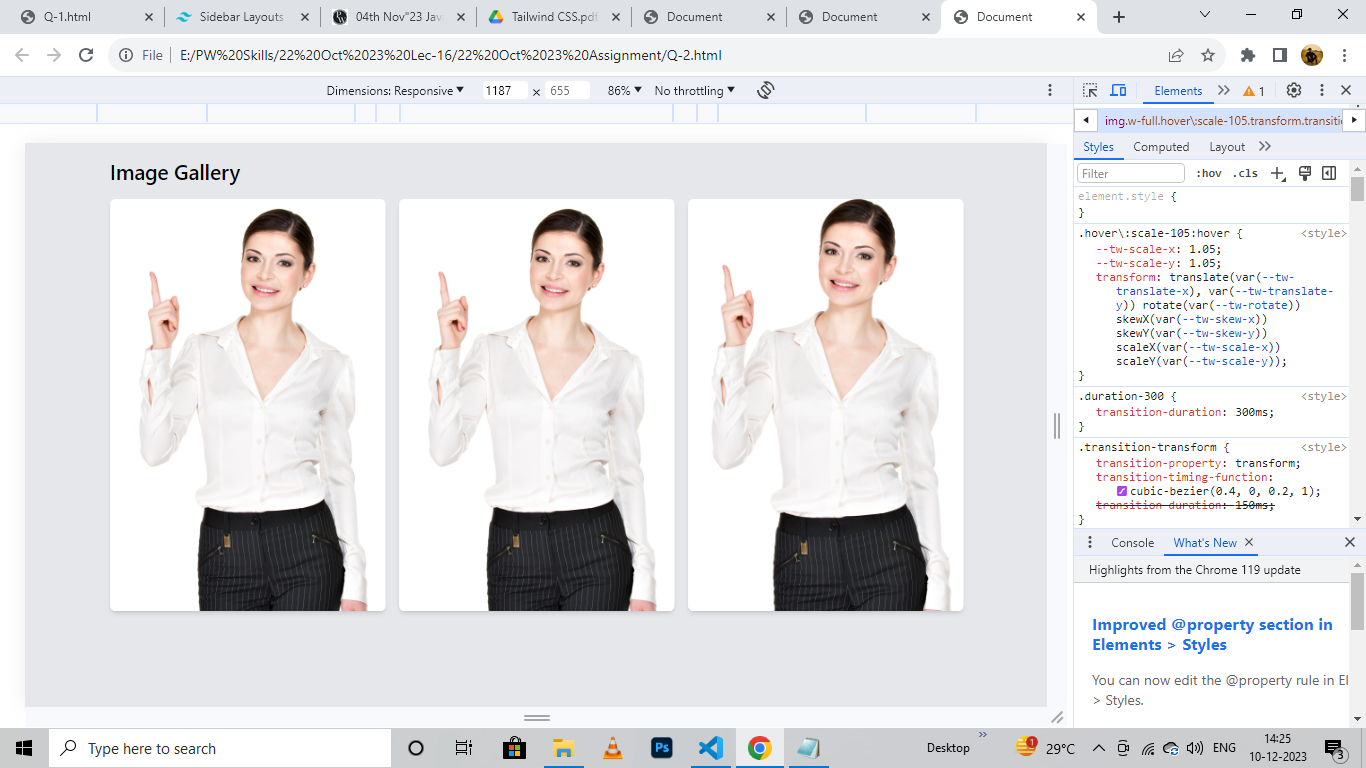 Q-1.html
Sidebar Layouts
04th Nov"23 Jav
Tailwind CSS.pdf
Document
Document
Document
File
E:/PW%20Skills/22%20Oct%2023%20Lec-16/22%20Oct%2023%20Assignment/Q-2.html
Dimensions: Responsive
1187 × 655
86%
No throttling
Elements
1
img.w-full.hover\:scale-105.transform.transitio
Styles
Computed
Layout
Filter
:hov .cls
Image Gallery
element.style {
}
.hover\:scale-105:hover { <style>
--tw-scale-x: 1.05;
--tw-scale-y: 1.05;
transform: translate(var(--tw-
translate-x), var(--tw-translate-
y)) rotate(var(--tw-rotate))
skewX(var(--tw-skew-x))
skewY(var(--tw-skew-y))
scaleX(var(--tw-scale-x))
scaleY(var(--tw-scale-y));
}
.duration-300 { <style>
transition-duration: 300ms;
}
.transition-transform { <style>
transition-property: transform;
transition-timing-function:
cubic-bezier(0.4, 0, 0.2, 1);
transition-duration: 150ms;
}
Console
What's New
Highlights from the Chrome 119 update
Improved @property section in
Elements > Styles
You can now edit the @property rule in El
> Styles.
Type here to search
Ps
Desktop
1
29°C
ENG
14:25
10-12-2023
3